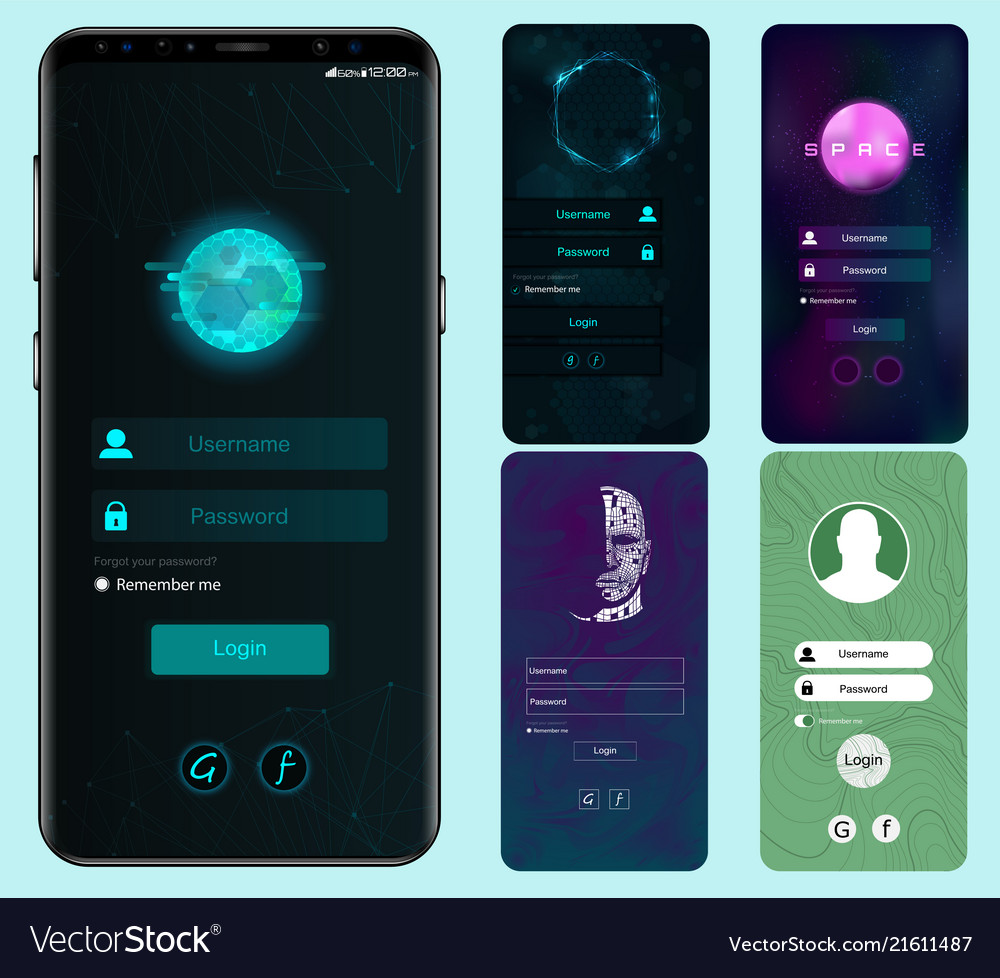 60% 12:00 PM
Username
Password
Forgot your password?
Remember me
Login
G f
Username
Password
Forgot your password?
Remember me
Login
g f
SPACE
Username
Password
Forgot your password?
Remember me
Login
Username
Password
Forgot your password?
Remember me
Login
G f
Username
Password
Remember me
Login
G f
VectorStock®
VectorStock.com/21611487